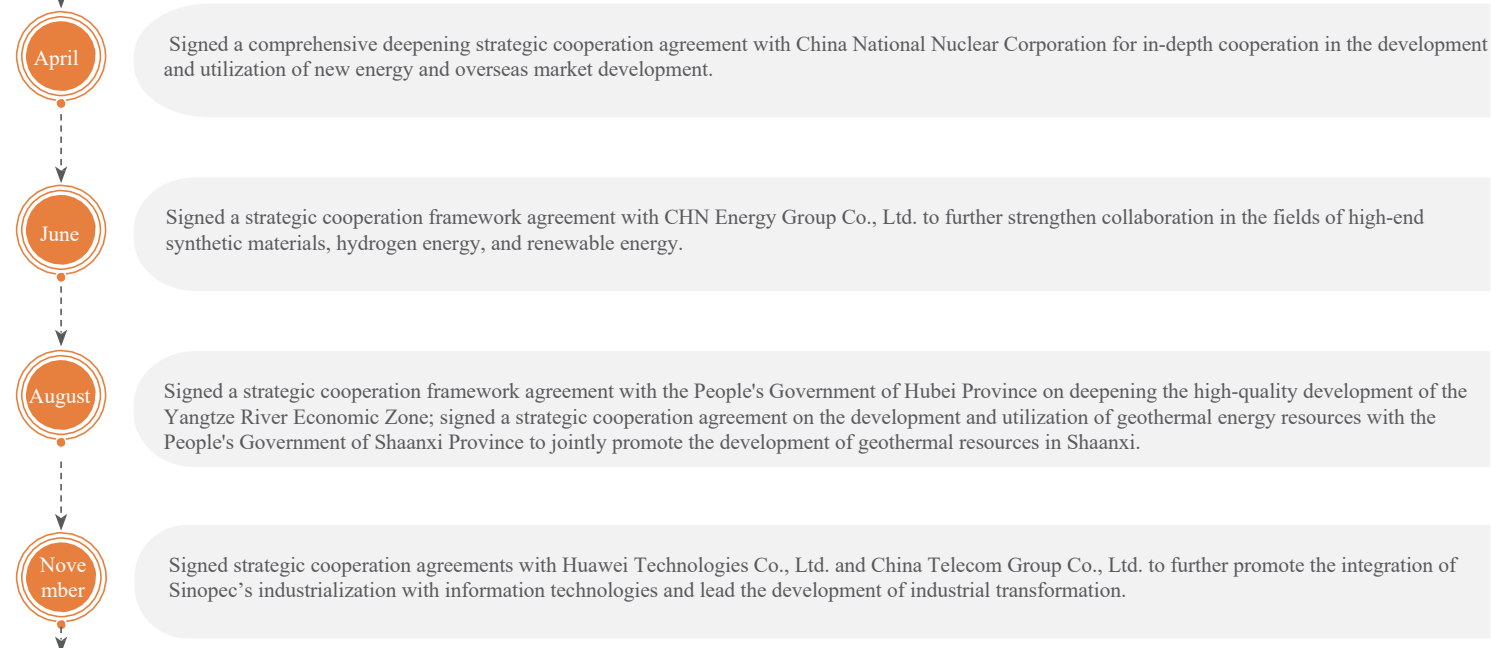 April
Signed a comprehensive deepening strategic cooperation agreement with China National Nuclear Corporation for in-depth cooperation in the development
and utilization of new energy and overseas market development.
June
Signed a strategic cooperation framework agreement with CHN Energy Group Co., Ltd. to further strengthen collaboration in the fields of high-end
synthetic materials, hydrogen energy, and renewable energy.
August
Signed a strategic cooperation framework agreement with the People's Government of Hubei Province on deepening the high-quality development of the
Yangtze River Economic Zone; signed a strategic cooperation agreement on the development and utilization of geothermal energy resources with the
People's Government of Shaanxi Province to jointly promote the development of geothermal resources in Shaanxi.
Nove
mber
Signed strategic cooperation agreements with Huawei Technologies Co., Ltd. and China Telecom Group Co., Ltd. to further promote the integration of
Sinopec’s industrialization with information technologies and lead the development of industrial transformation.